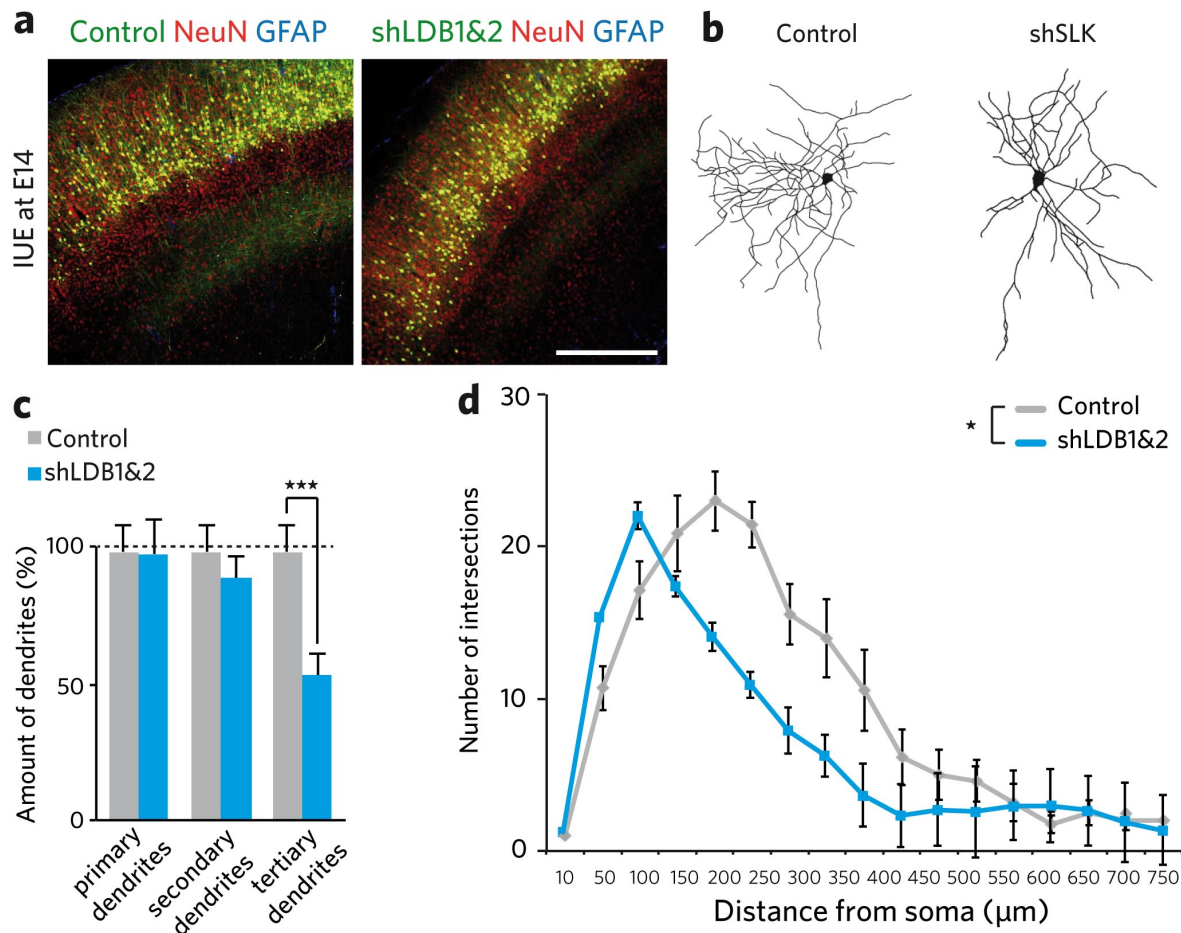 a
Control NeuN GFAP
shLDB1&2 NeuN GFAP
IUE at E14
b
Control
shSLK
c
Control
shLDB1&2
★★★
Amount of dendrites (%)
100
50
0
primary
dendrites
secondary
dendrites
tertiary
dendrites
d
30
20
10
0
Number of intersections
★
Control
shLDB1&2
10 50 100 150 200 250 300 350 400 450 500 550 600 650 700 750
Distance from soma (μm)